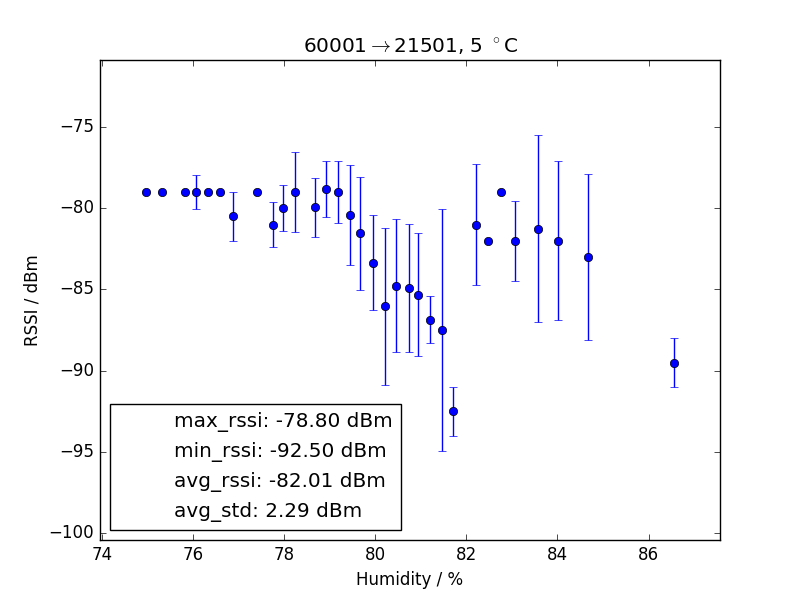 60001→21501, 5 °C
RSSI / dBm
−75
−80
−85
−90
−95
−100
max_rssi: -78.80 dBm
min_rssi: -92.50 dBm
avg_rssi: -82.01 dBm
avg_std: 2.29 dBm
74 76 78 80 82 84 86
Humidity / %